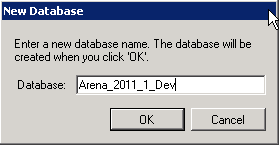 New Database
Enter a new database name. The database will be
created when you click 'OK'.
Database: Arena_2011_1_Dev
OK Cancel